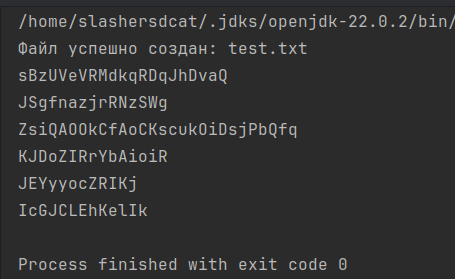 /home/slashersdcat/.jdks/openjdk-22.0.2/bin/
Файл успешно создан: test.txt
sBzUVeVRMdkqRDqJhDvaQ
JSgfnazjrRNzSWg
ZsiQAOOkCfAoCKscukOiDsjPbQfq
KJDoZIRrYbAioiR
JEYyyocZRIKj
IcGJCLEhKelIk
Process finished with exit code 0